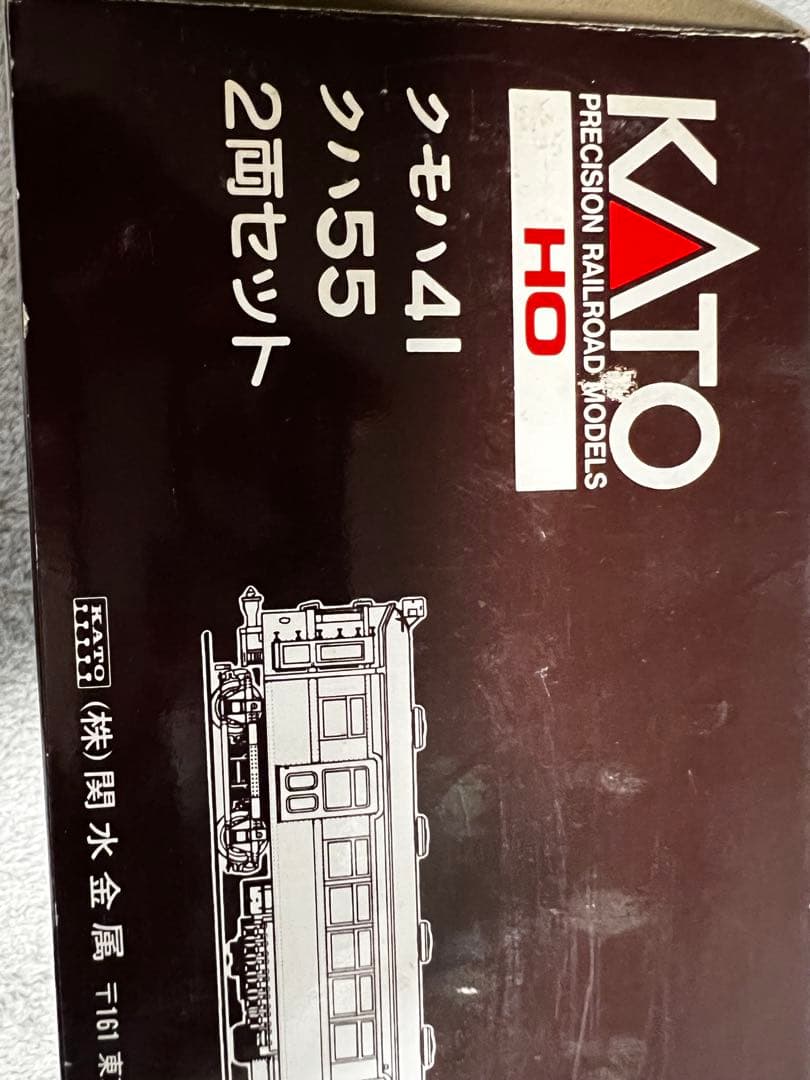 KATO
PRECISION RAILROAD MODELS
HO
クモハ41
クハ55
2両セット
KATO
(株)関水金属 〒161 東